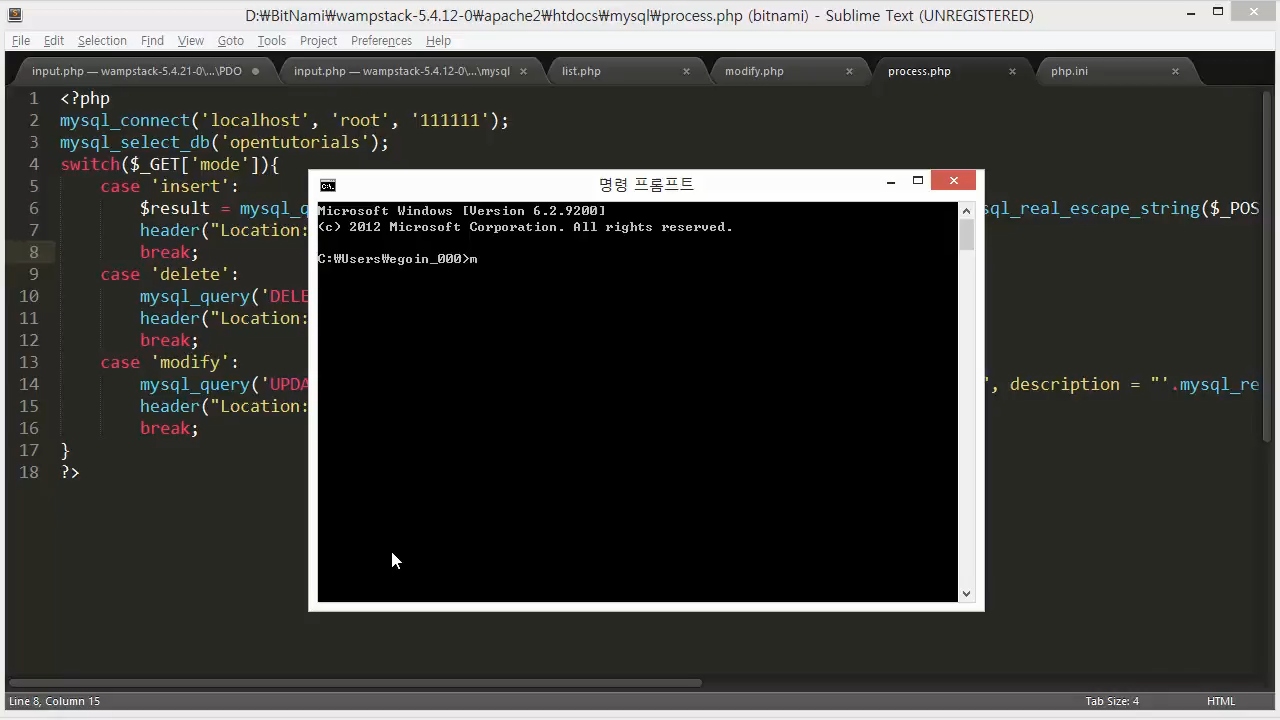 D:₩BitNami₩wampstack-5.4.12-0₩apache2₩htdocs₩mysql₩process.php (bitnami) - Sublime Text (UNREGISTERED)
File Edit Selection Find View Goto Tools Project Preferences Help
input.php — wampstack-5.4.21-0\...\PDO input.php — wampstack-5.4.12-0\...\mysql list.php modify.php process.php php.ini
1 <?php
2 mysql_connect('localhost', 'root', '111111');
3 mysql_select_db('opentutorials');
4 switch($_GET['mode']){
5 case 'insert':
6 $result = mysql_q sql_real_escape_string($_POS
7 header("Location:
8 break;
9 case 'delete':
10 mysql_query('DELE
11 header("Location:
12 break;
13 case 'modify':
14 mysql_query('UPDA ', description = "'.mysql_re
15 header("Location:
16 break;
17 }
18 ?>
명령 프롬프트
Microsoft Windows [Version 6.2.9200]
(c) 2012 Microsoft Corporation. All rights reserved.
C:₩Users₩egoin_000>m
Line 8, Column 15 Tab Size: 4 HTML